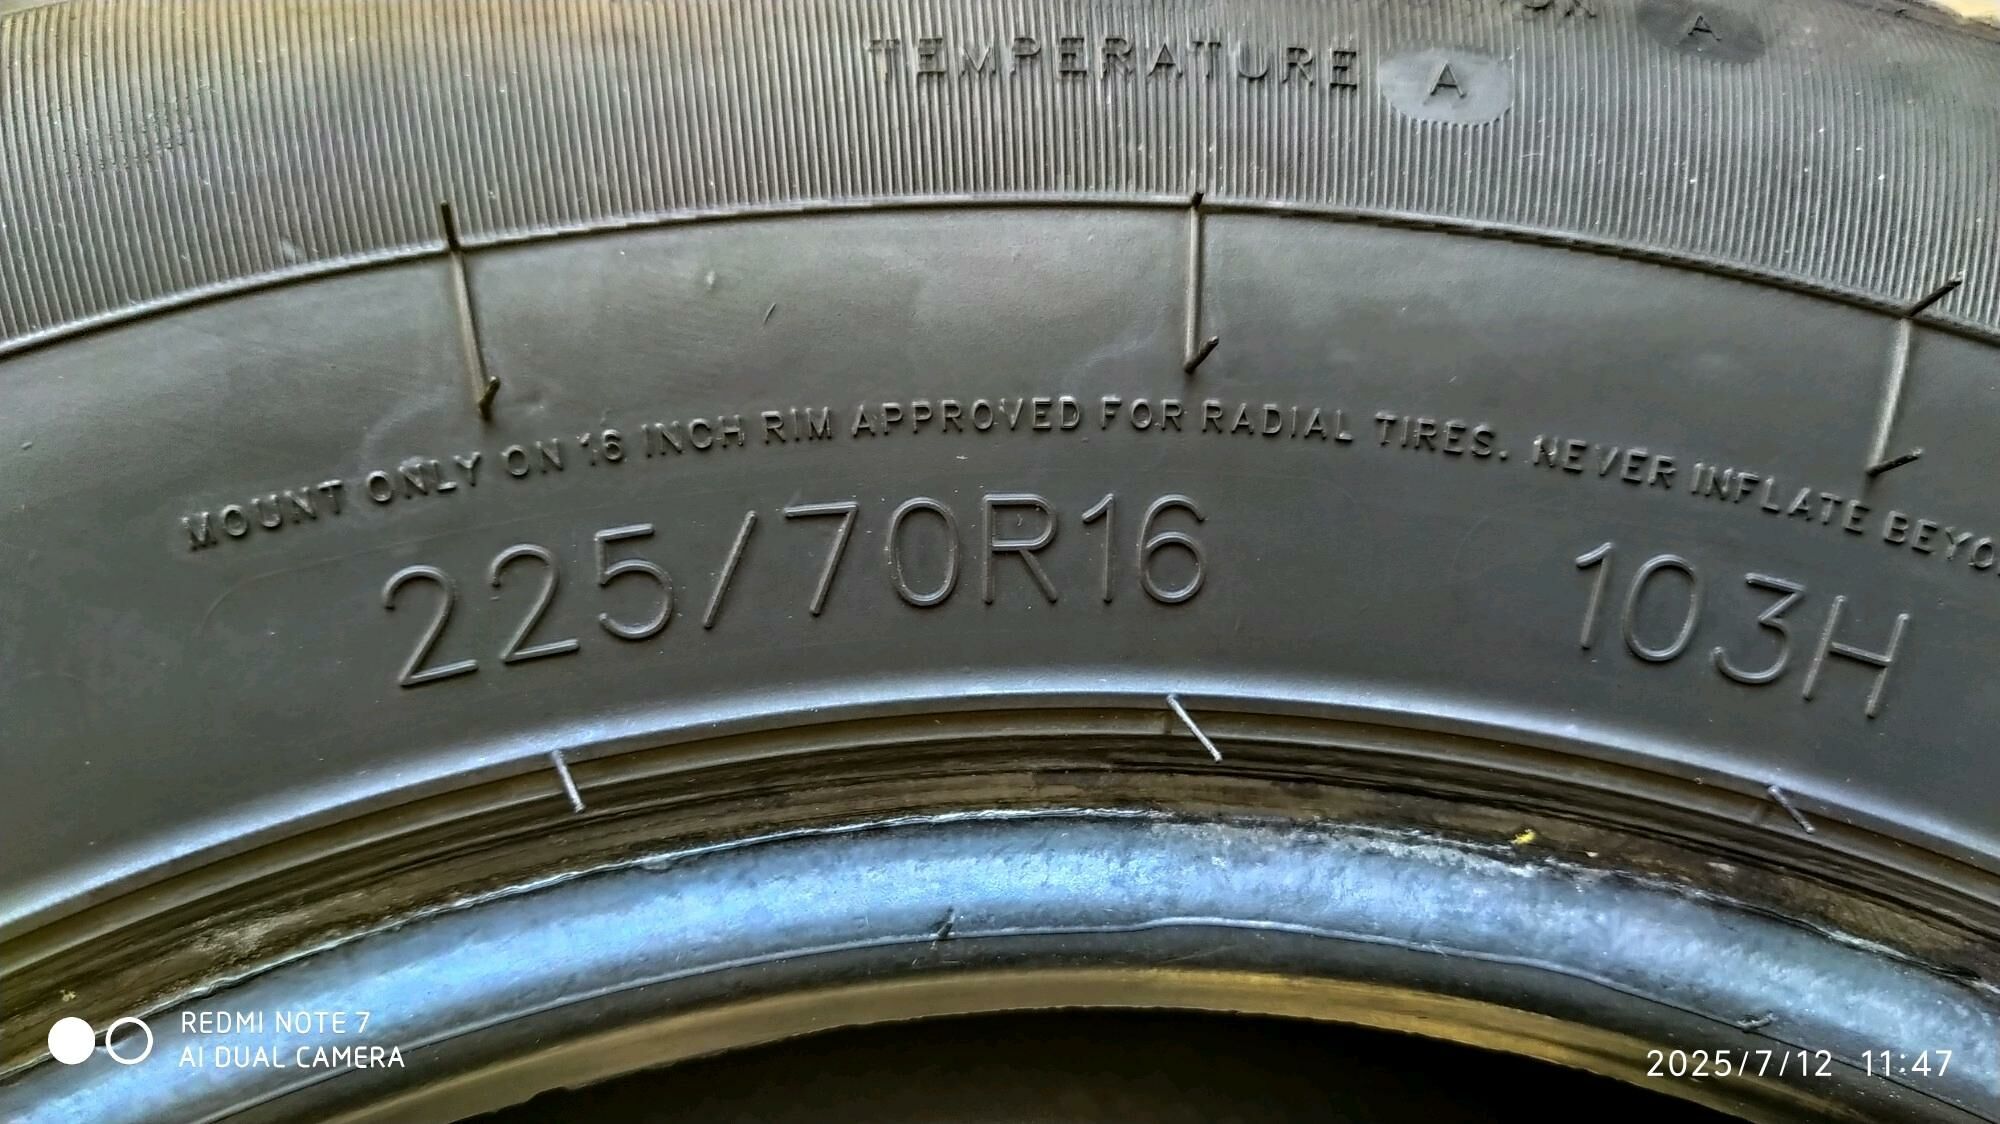 A
TEMPERATURE A
MOUNT ONLY ON 16 INCH RIM APPROVED FOR RADIAL TIRES. NEVER INFLATE
225/70R16 103H
REDMI NOTE 7
AI DUAL CAMERA
2025/7/12 11:47